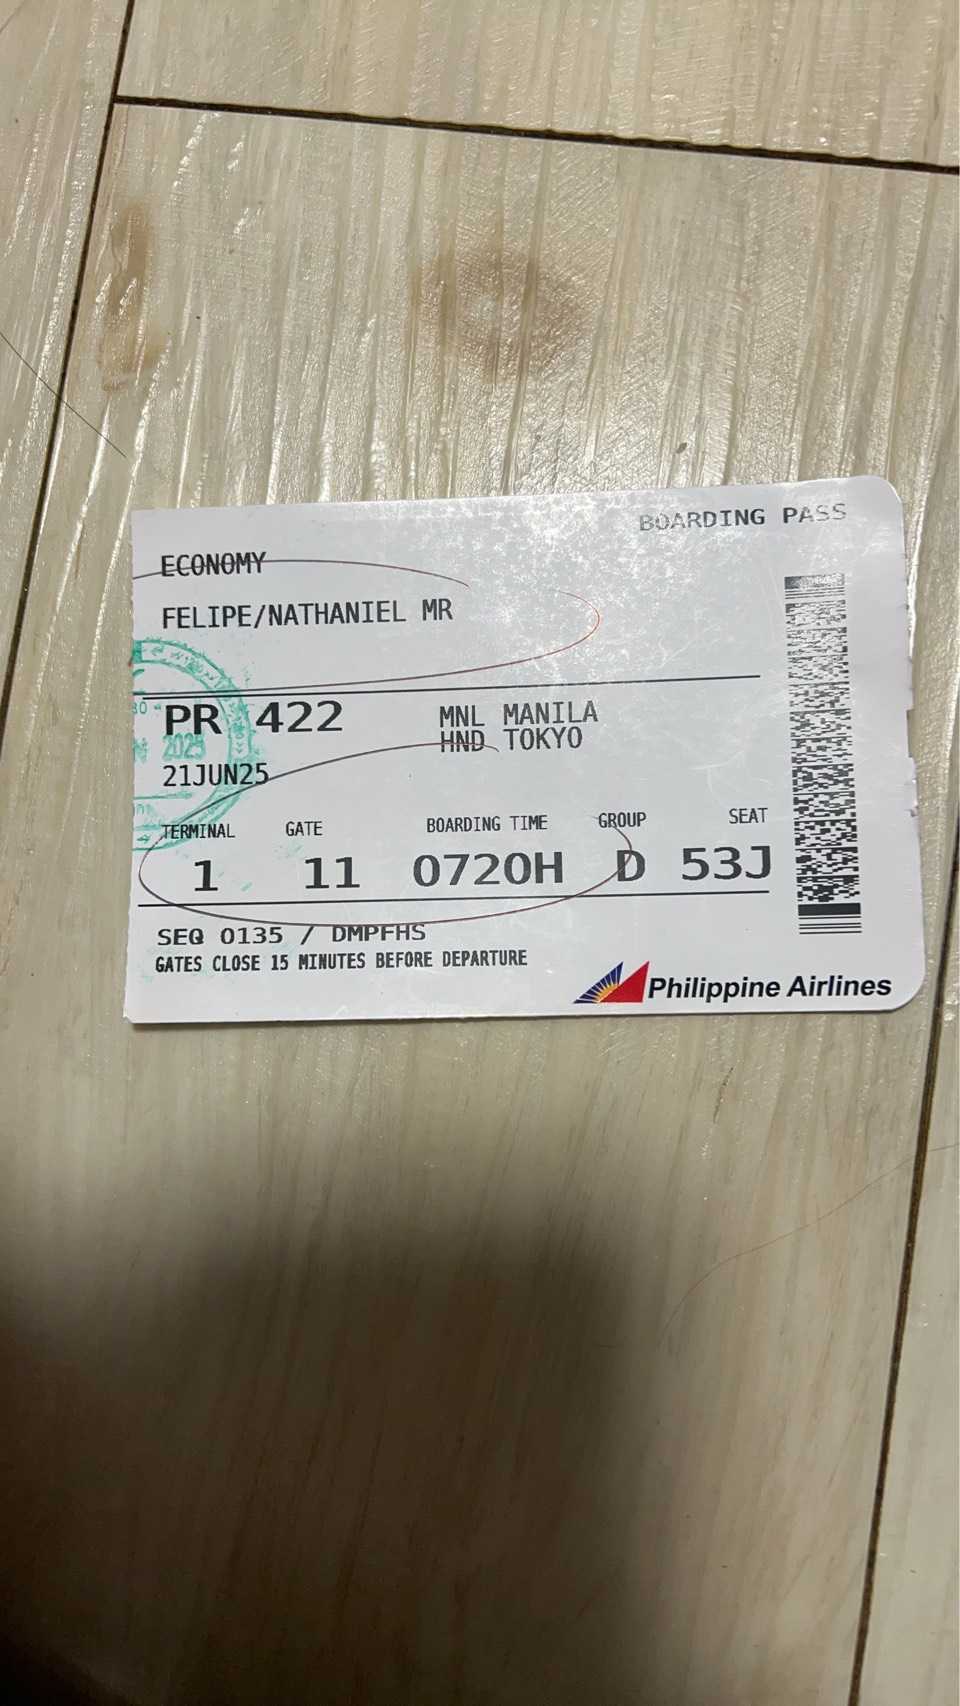 BOARDING PASS
ECONOMY
FELIPE/NATHANIEL MR
PR 422 MNL MANILA
HND TOKYO
2025
21JUN25
TERMINAL GATE BOARDING TIME GROUP SEAT
1 11 0720H D 53J
SEQ 0135 / DMPFHS
GATES CLOSE 15 MINUTES BEFORE DEPARTURE
Philippine Airlines